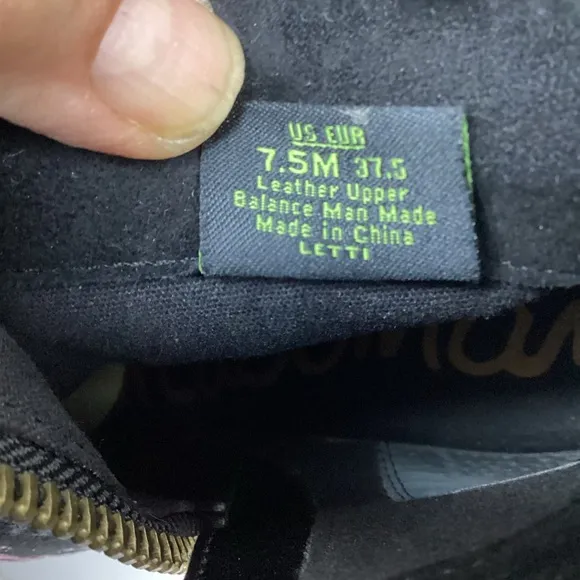 US EUR
7.5M 37.5
Leather Upper
Balance Man Made
Made in China
LETTI